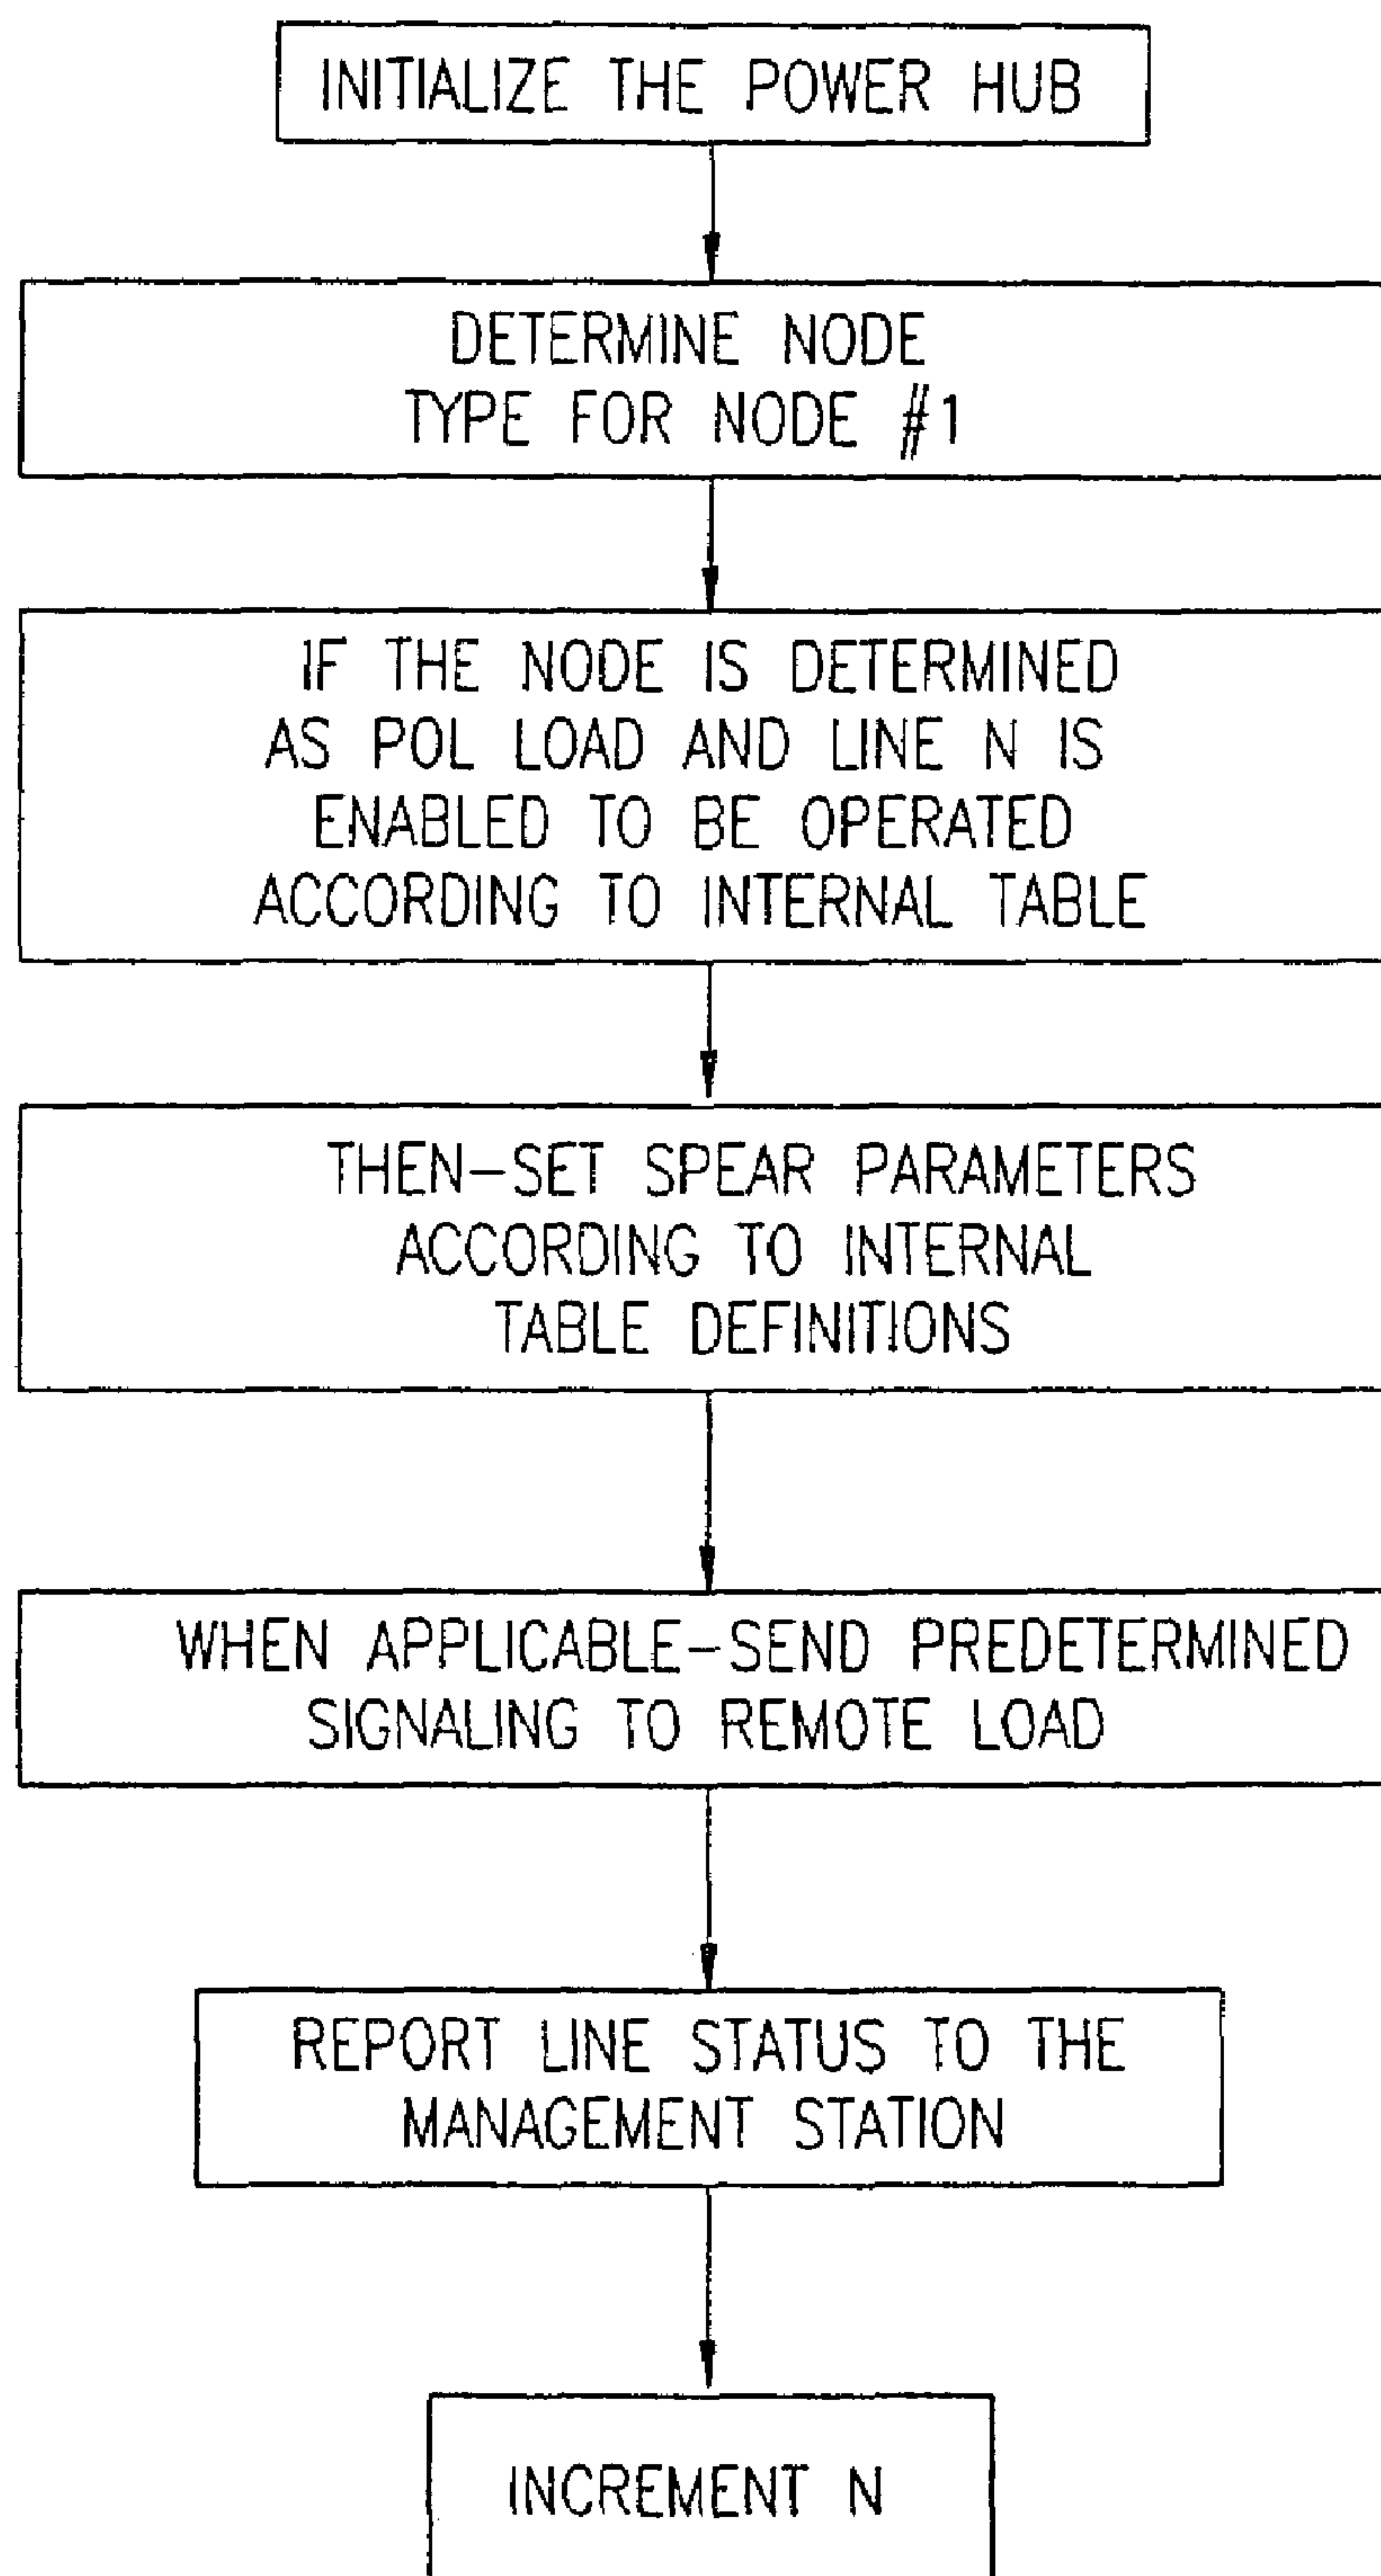 INITIALIZE THE POWER HUB
DETERMINE NODE
TYPE FOR NODE #1
IF THE NODE IS DETERMINED
AS POL LOAD AND LINE N IS
ENABLED TO BE OPERATED
ACCORDING TO INTERNAL TABLE
THEN-SET SPEAR PARAMETERS
ACCORDING TO INTERNAL
TABLE DEFINITIONS
WHEN APPLICABLE-SEND PREDETERMINED
SIGNALING TO REMOTE LOAD
REPORT LINE STATUS TO THE
MANAGEMENT STATION
INCREMENT N